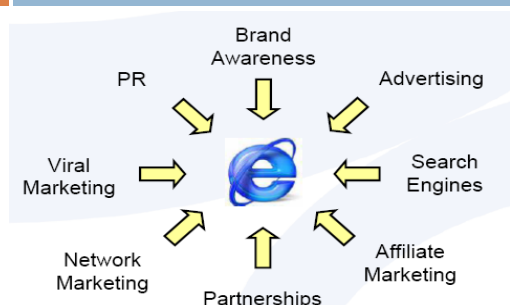 Brand
Awareness
PR
Advertising
Viral
Marketing
Search
Engines
Network
Marketing
Affiliate
Marketing
Partnerships